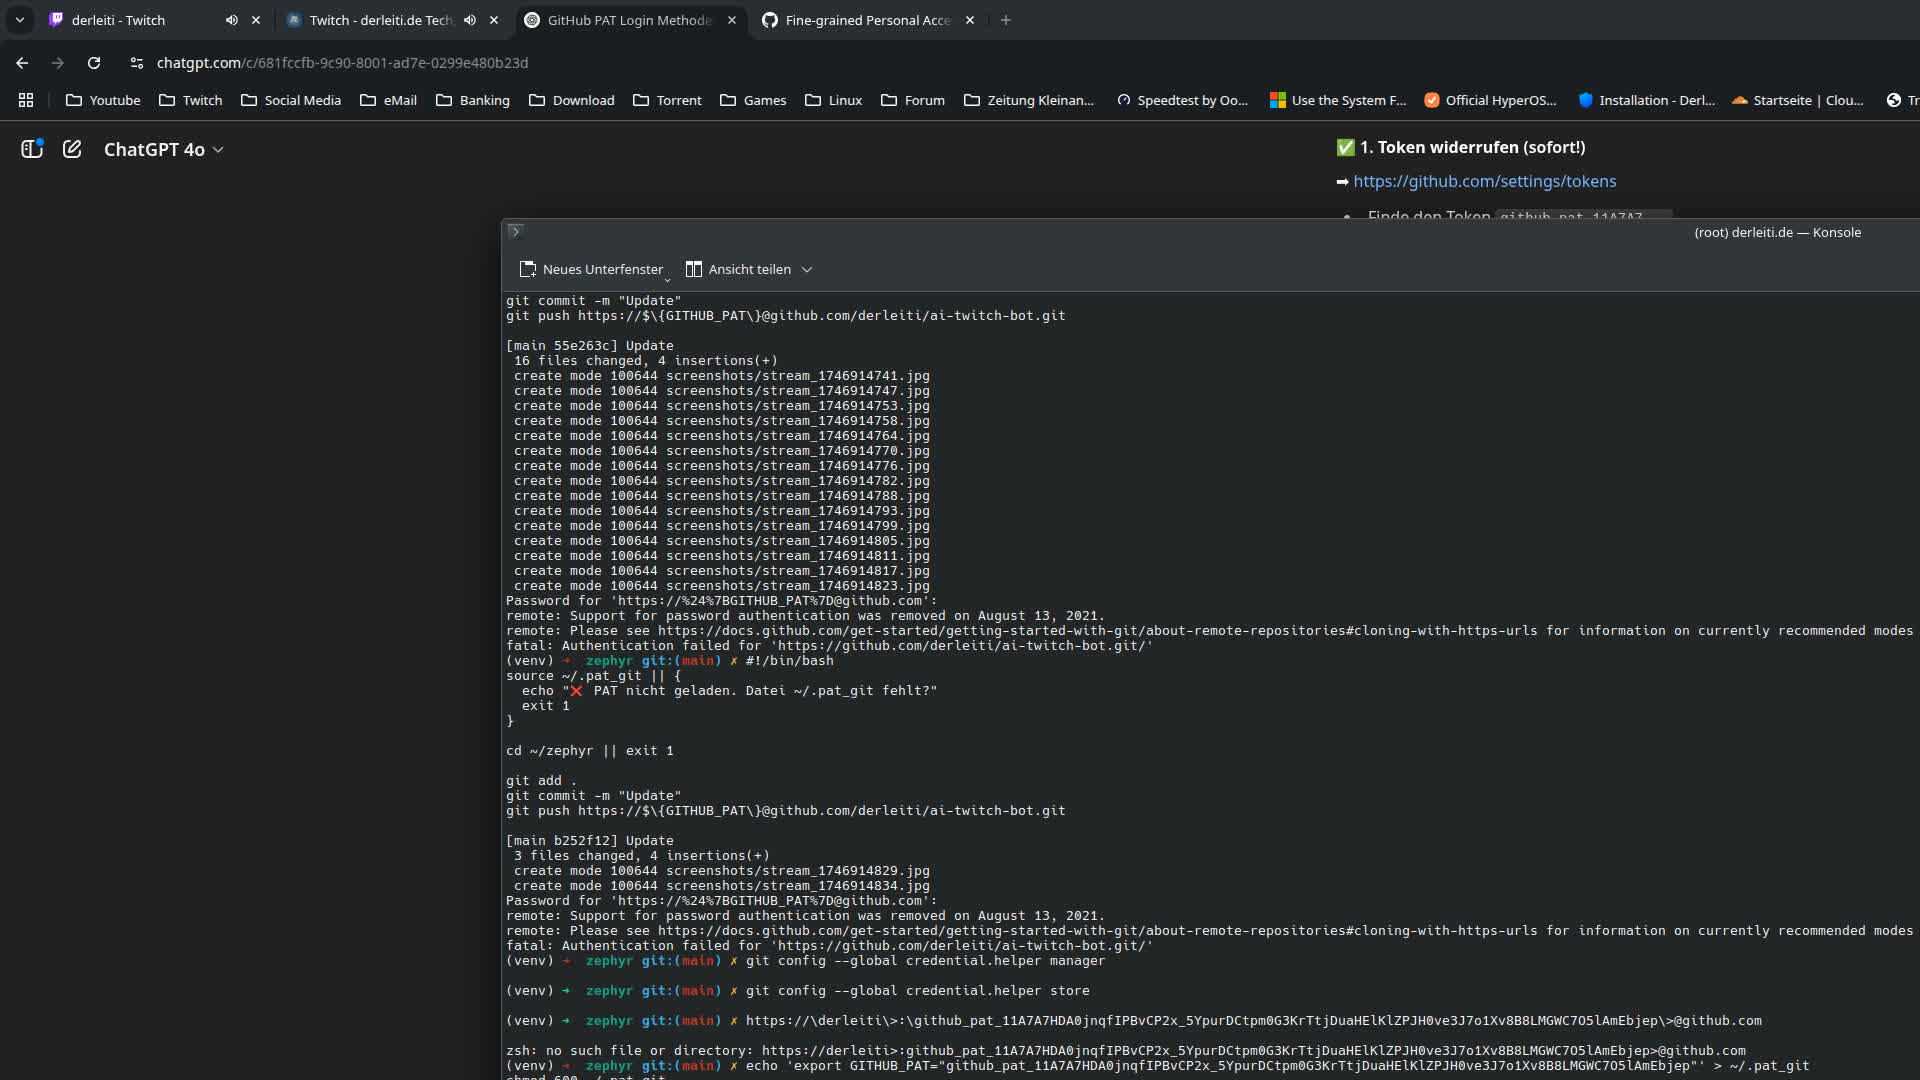 derleiti - Twitch
Twitch - derleiti.de Tech
GitHub PAT Login Methode
Fine-grained Personal Acce
chatgpt.com/c/681fccfb-9c90-8001-ad7e-0299e480b23d
Youtube Twitch Social Media eMail Banking Download Torrent Games Linux Forum Zeitung Kleinan... Speedtest by Oo... Use the System F... Official HyperOS... Installation - Derl... Startseite | Clou... Tr
ChatGPT 4o
✅ 1. Token widerrufen (sofort!)
➡ https://github.com/settings/tokens
Finde den Token github_pat_11A7A7...
(root) derleiti.de — Konsole
Neues Unterfenster Ansicht teilen
git commit -m "Update"
git push https://$\{GITHUB_PAT\}@github.com/derleiti/ai-twitch-bot.git
[main 55e263c] Update
16 files changed, 4 insertions(+)
create mode 100644 screenshots/stream_1746914741.jpg
create mode 100644 screenshots/stream_1746914747.jpg
create mode 100644 screenshots/stream_1746914753.jpg
create mode 100644 screenshots/stream_1746914758.jpg
create mode 100644 screenshots/stream_1746914764.jpg
create mode 100644 screenshots/stream_1746914770.jpg
create mode 100644 screenshots/stream_1746914776.jpg
create mode 100644 screenshots/stream_1746914782.jpg
create mode 100644 screenshots/stream_1746914788.jpg
create mode 100644 screenshots/stream_1746914793.jpg
create mode 100644 screenshots/stream_1746914799.jpg
create mode 100644 screenshots/stream_1746914805.jpg
create mode 100644 screenshots/stream_1746914811.jpg
create mode 100644 screenshots/stream_1746914817.jpg
create mode 100644 screenshots/stream_1746914823.jpg
Password for 'https://%24%7BGITHUB_PAT%7D@github.com':
remote: Support for password authentication was removed on August 13, 2021.
remote: Please see https://docs.github.com/get-started/getting-started-with-git/about-remote-repositories#cloning-with-https-urls for information on currently recommended modes
fatal: Authentication failed for 'https://github.com/derleiti/ai-twitch-bot.git/'
(venv) ➜ zephyr git:(main) ✗ #!/bin/bash
source ~/.pat_git || {
echo "❌ PAT nicht geladen. Datei ~/.pat_git fehlt?"
exit 1
}
cd ~/zephyr || exit 1
git add .
git commit -m "Update"
git push https://$\{GITHUB_PAT\}@github.com/derleiti/ai-twitch-bot.git
[main b252f12] Update
3 files changed, 4 insertions(+)
create mode 100644 screenshots/stream_1746914829.jpg
create mode 100644 screenshots/stream_1746914834.jpg
Password for 'https://%24%7BGITHUB_PAT%7D@github.com':
remote: Support for password authentication was removed on August 13, 2021.
remote: Please see https://docs.github.com/get-started/getting-started-with-git/about-remote-repositories#cloning-with-https-urls for information on currently recommended modes
fatal: Authentication failed for 'https://github.com/derleiti/ai-twitch-bot.git/'
(venv) ➜ zephyr git:(main) ✗ git config --global credential.helper manager
(venv) ➜ zephyr git:(main) ✗ git config --global credential.helper store
(venv) ➜ zephyr git:(main) ✗ https://\derleiti\>:\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\>@github.com
zsh: no such file or directory: https://derleiti>: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>@github.com
(venv) ➜ zephyr git:(main) ✗ echo 'export GITHUB_PAT="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"' > ~/.pat_git
chmod 600 ~/.pat_git